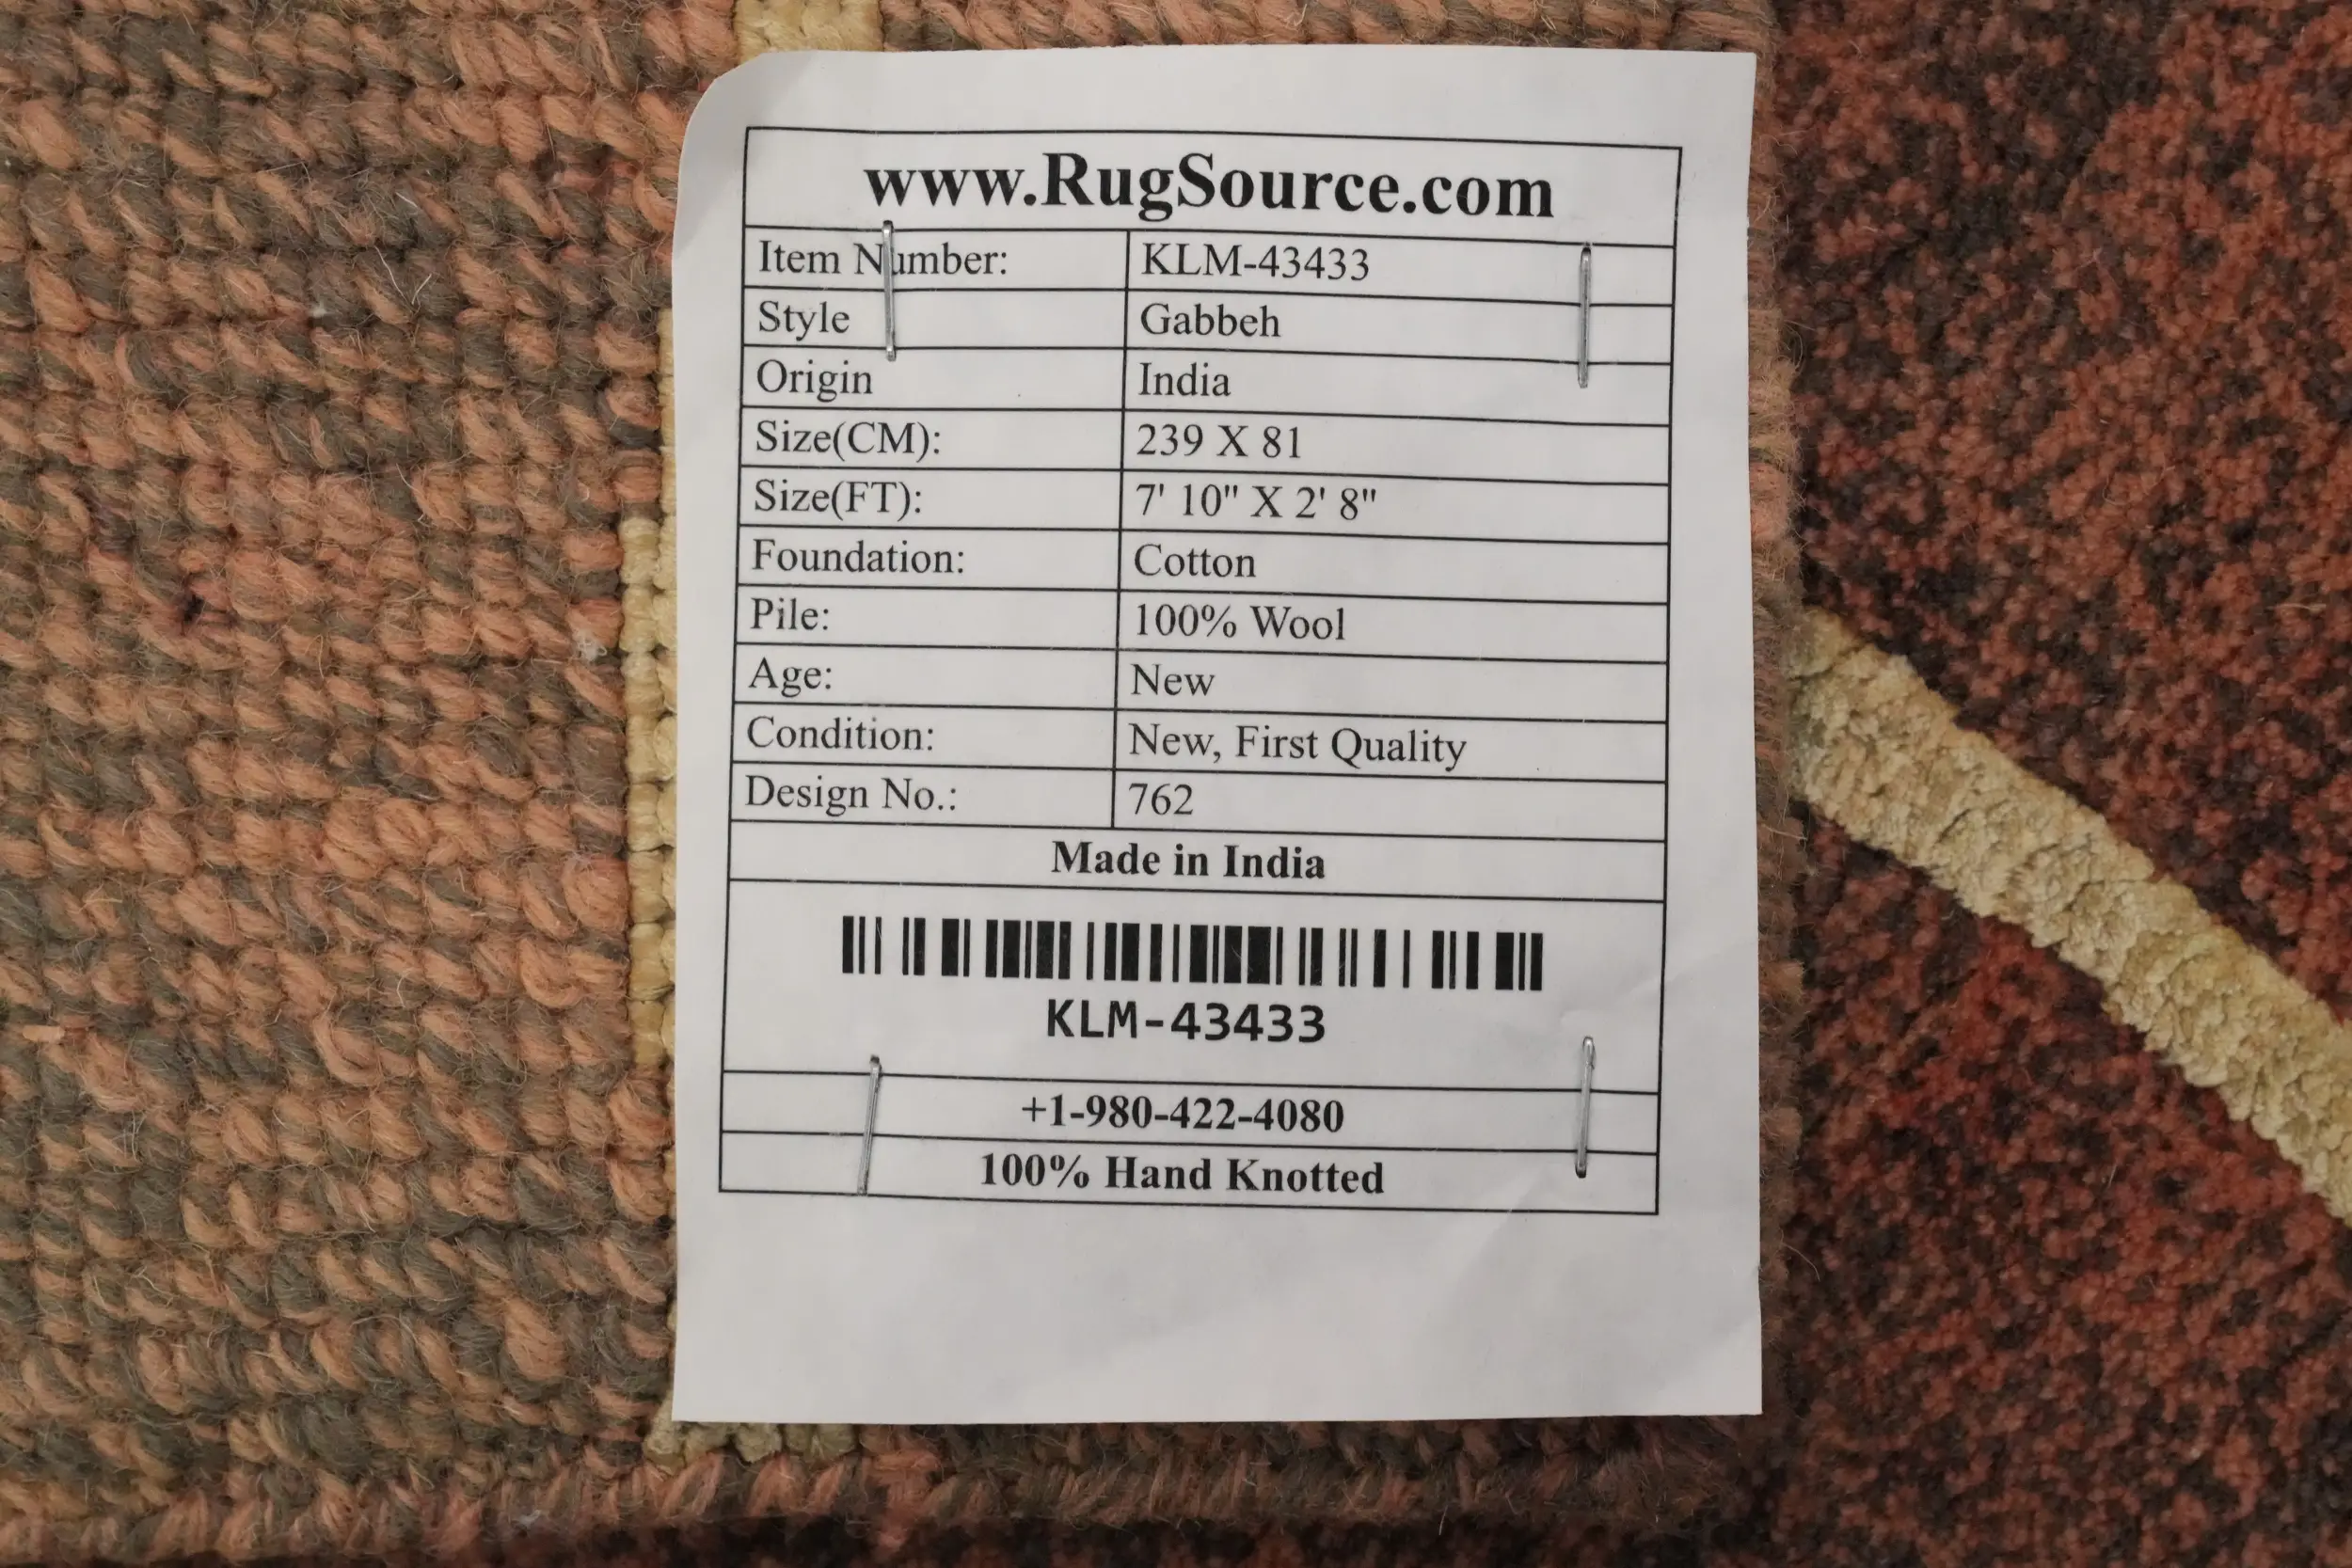 www.RugSource.com
Item Number: KLM-43433
Style Gabbeh
Origin India
Size(CM): 239 X 81
Size(FT): 7' 10" X 2' 8"
Foundation: Cotton
Pile: 100% Wool
Age: New
Condition: New, First Quality
Design No.: 762
Made in India
KLM-43433
+1-980-422-4080
100% Hand Knotted